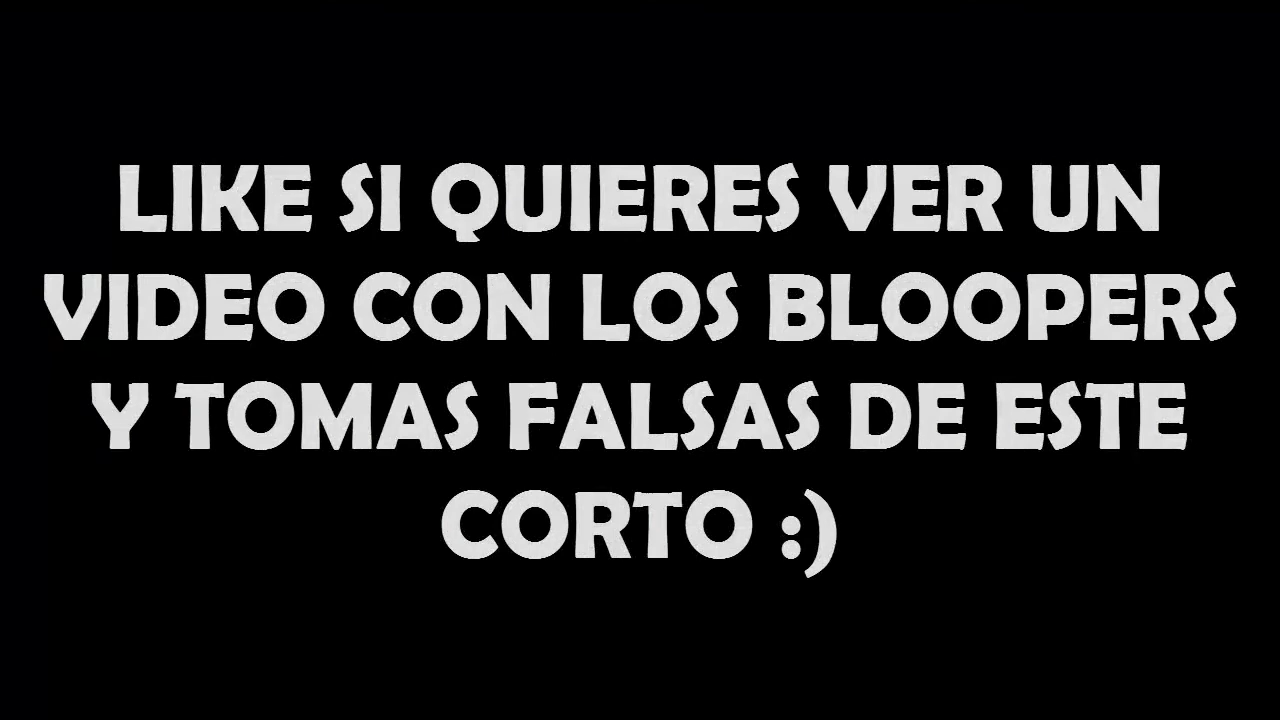 LIKE SI QUIERES VER UN
VIDEO CON LOS BLOOPERS
Y TOMAS FALSAS DE ESTE
CORTO :)